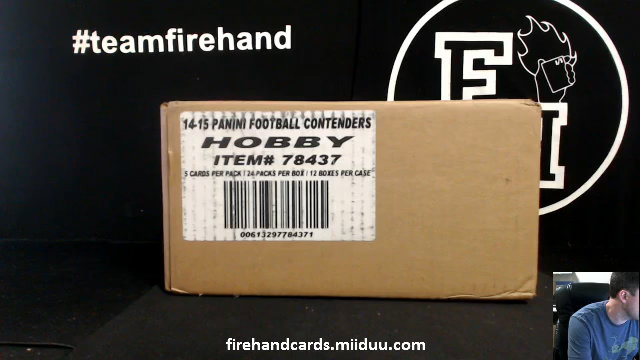 #teamfirehand
F
H
14-15 PANINI FOOTBALL CONTENDERS
HOBBY
ITEM# 78437
5 CARDS PER PACK / 24 PACKS PER BOX / 12 BOXES PER CASE
00613297784371
firehandcards.miiduu.com